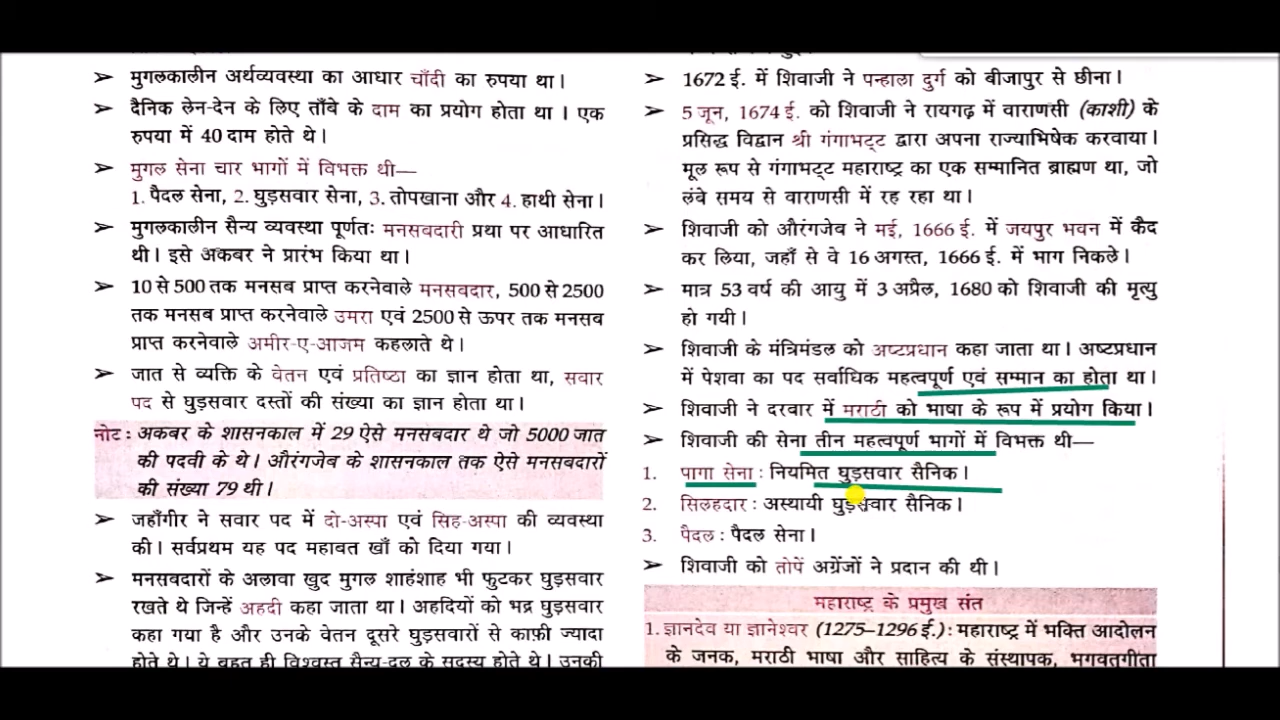 ➢ मुगलकालीन अर्थव्यवस्था का आधार चाँदी का रुपया था।
➢ दैनिक लेन-देन के लिए ताँबे के दाम का प्रयोग होता था । एक
रुपया में 40 दाम होते थे।
➢ मुगल सेना चार भागों में विभक्त थी—
1. पैदल सेना, 2. घुड़सवार सेना, 3. तोपखाना और 4. हाथी सेना।
➢ मुगलकालीन सैन्य व्यवस्था पूर्णतः मनसबदारी प्रथा पर आधारित
थी। इसे अकबर ने प्रारंभ किया था।
➢ 10 से 500 तक मनसब प्राप्त करनेवाले मनसबदार, 500 से 2500
तक मनसब प्राप्त करनेवाले उमरा एवं 2500 से ऊपर तक मनसब
प्राप्त करनेवाले अमीर-ए-आजम कहलाते थे।
➢ जात से व्यक्ति के वेतन एवं प्रतिष्ठा का ज्ञान होता था, सवार
पद से घुड़सवार दस्तों की संख्या का ज्ञान होता था।
नोट : अकबर के शासनकाल में 29 ऐसे मनसबदार थे जो 5000 जात
की पदवी के थे। औरंगजेब के शासनकाल तक ऐसे मनसबदारों
की संख्या 79 थी।
➢ जहाँगीर ने सवार पद में दो-अस्पा एवं सिह-अस्पा की व्यवस्था
की। सर्वप्रथम यह पद महाबत खाँ को दिया गया।
➢ मनसबदारों के अलावा खुद मुगल शाहंशाह भी फुटकर घुड़सवार
रखते थे जिन्हें अहदी कहा जाता था। अहदियों को भद्र घुड़सवार
कहा गया है और उनके वेतन दूसरे घुड़सवारों से काफ़ी ज्यादा
होते थे। ये बहुत ही विश्वस्त सैन्य-दल के सदस्य होते थे। उनकी
➢ 1672 ई. में शिवाजी ने पन्हाला दुर्ग को बीजापुर से छीना।
➢ 5 जून, 1674 ई. को शिवाजी ने रायगढ़ में वाराणसी (काशी) के
प्रसिद्ध विद्वान श्री गंगाभट्ट द्वारा अपना राज्याभिषेक करवाया।
मूल रूप से गंगाभट्ट महाराष्ट्र का एक सम्मानित ब्राह्मण था, जो
लंबे समय से वाराणसी में रह रहा था।
➢ शिवाजी को औरंगजेब ने मई, 1666 ई. में जयपुर भवन में कैद
कर लिया, जहाँ से वे 16 अगस्त, 1666 ई. में भाग निकले।
➢ मात्र 53 वर्ष की आयु में 3 अप्रैल, 1680 को शिवाजी की मृत्यु
हो गयी।
➢ शिवाजी के मंत्रिमंडल को अष्टप्रधान कहा जाता था। अष्टप्रधान
में पेशवा का पद सर्वाधिक महत्वपूर्ण एवं सम्मान का होता था।
➢ शिवाजी ने दरबार में मराठी को भाषा के रूप में प्रयोग किया।
➢ शिवाजी की सेना तीन महत्वपूर्ण भागों में विभक्त थी—
1. पागा सेना : नियमित घुड़सवार सैनिक।
2. सिलहदार : अस्थायी घुड़सवार सैनिक।
3. पैदल : पैदल सेना।
➢ शिवाजी को तोपें अग्रेंजों ने प्रदान की थी।
महाराष्ट्र के प्रमुख संत
1. ज्ञानदेव या ज्ञानेश्वर (1275–1296 ई.) : महाराष्ट्र में भक्ति आदोलन
के जनक, मराठी भाषा और साहित्य के संस्थापक, भगवतगीता